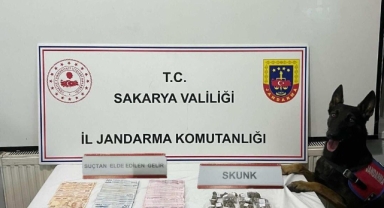 T.C.
SAKARYA VALİLİĞİ
İL JANDARMA KOMUTANLIĞI
SUÇTAN ELDE EDİLEN GELİR
SKUNK